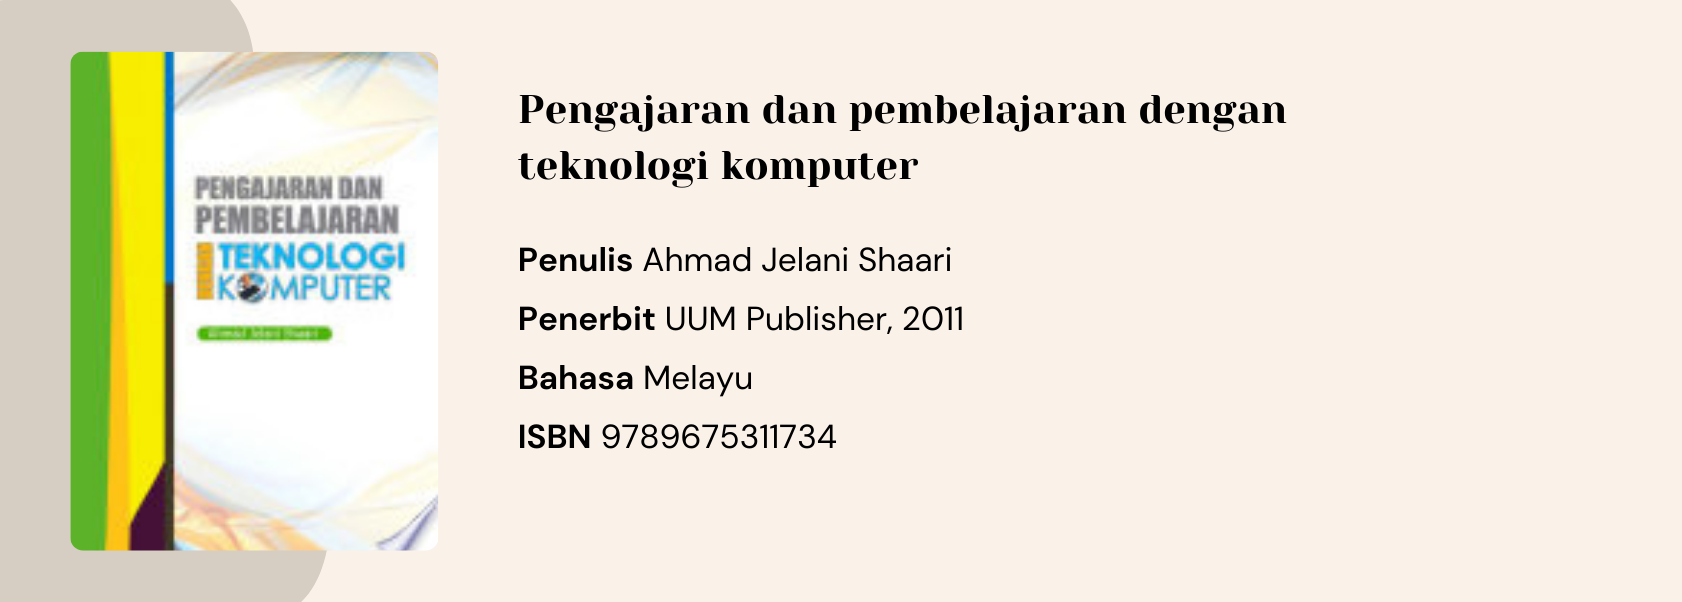 PENGAJARAN DAN
PEMBELAJARAN
TEKNOLOGI
KOMPUTER
Ahmad Jelani Shaari
Pengajaran dan pembelajaran dengan
teknologi komputer
Penulis Ahmad Jelani Shaari
Penerbit UUM Publisher, 2011
Bahasa Melayu
ISBN 9789675311734